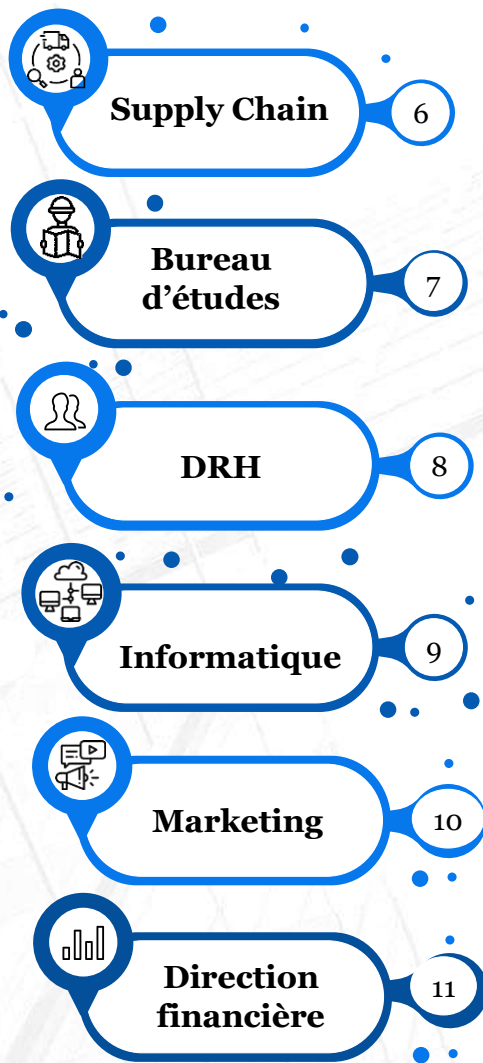 Supply Chain
6
Bureau
d’études
7
DRH
8
Informatique
9
Marketing
10
Direction
financière
11